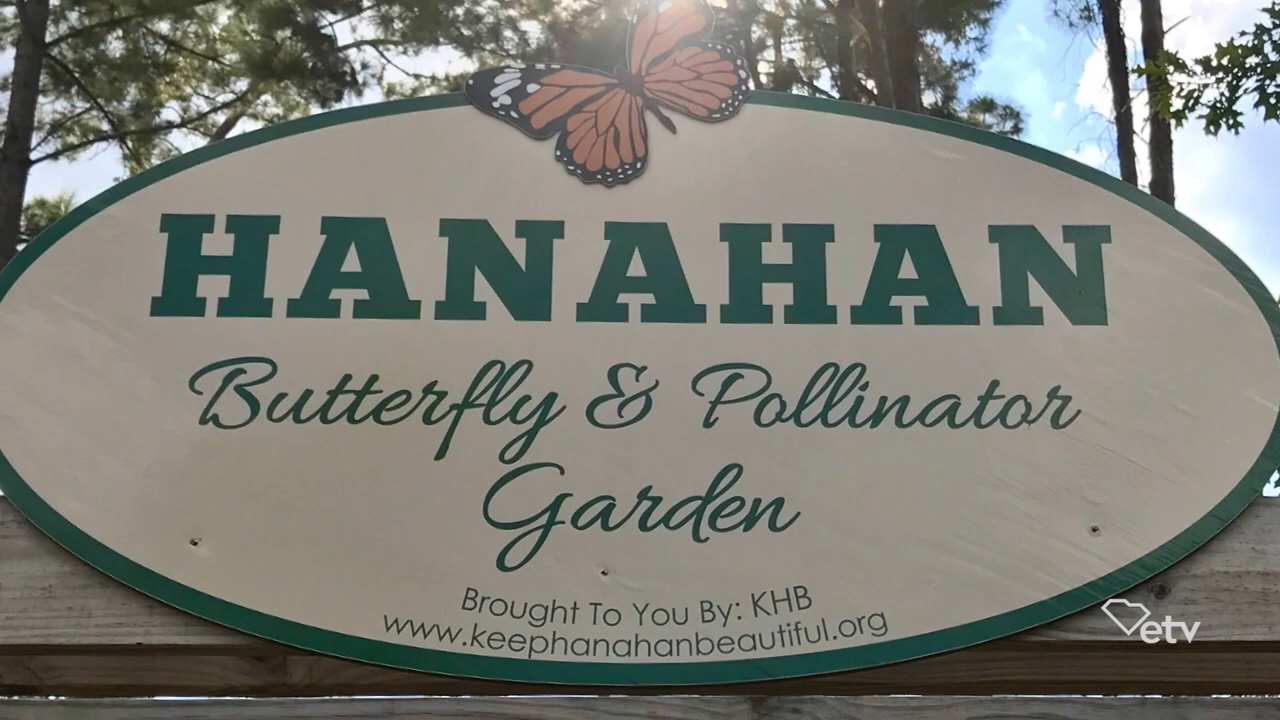 HANAHAN
Butterfly & Pollinator
Garden
Brought To You By: KHB
www.keephanahanbeautiful.org
etv